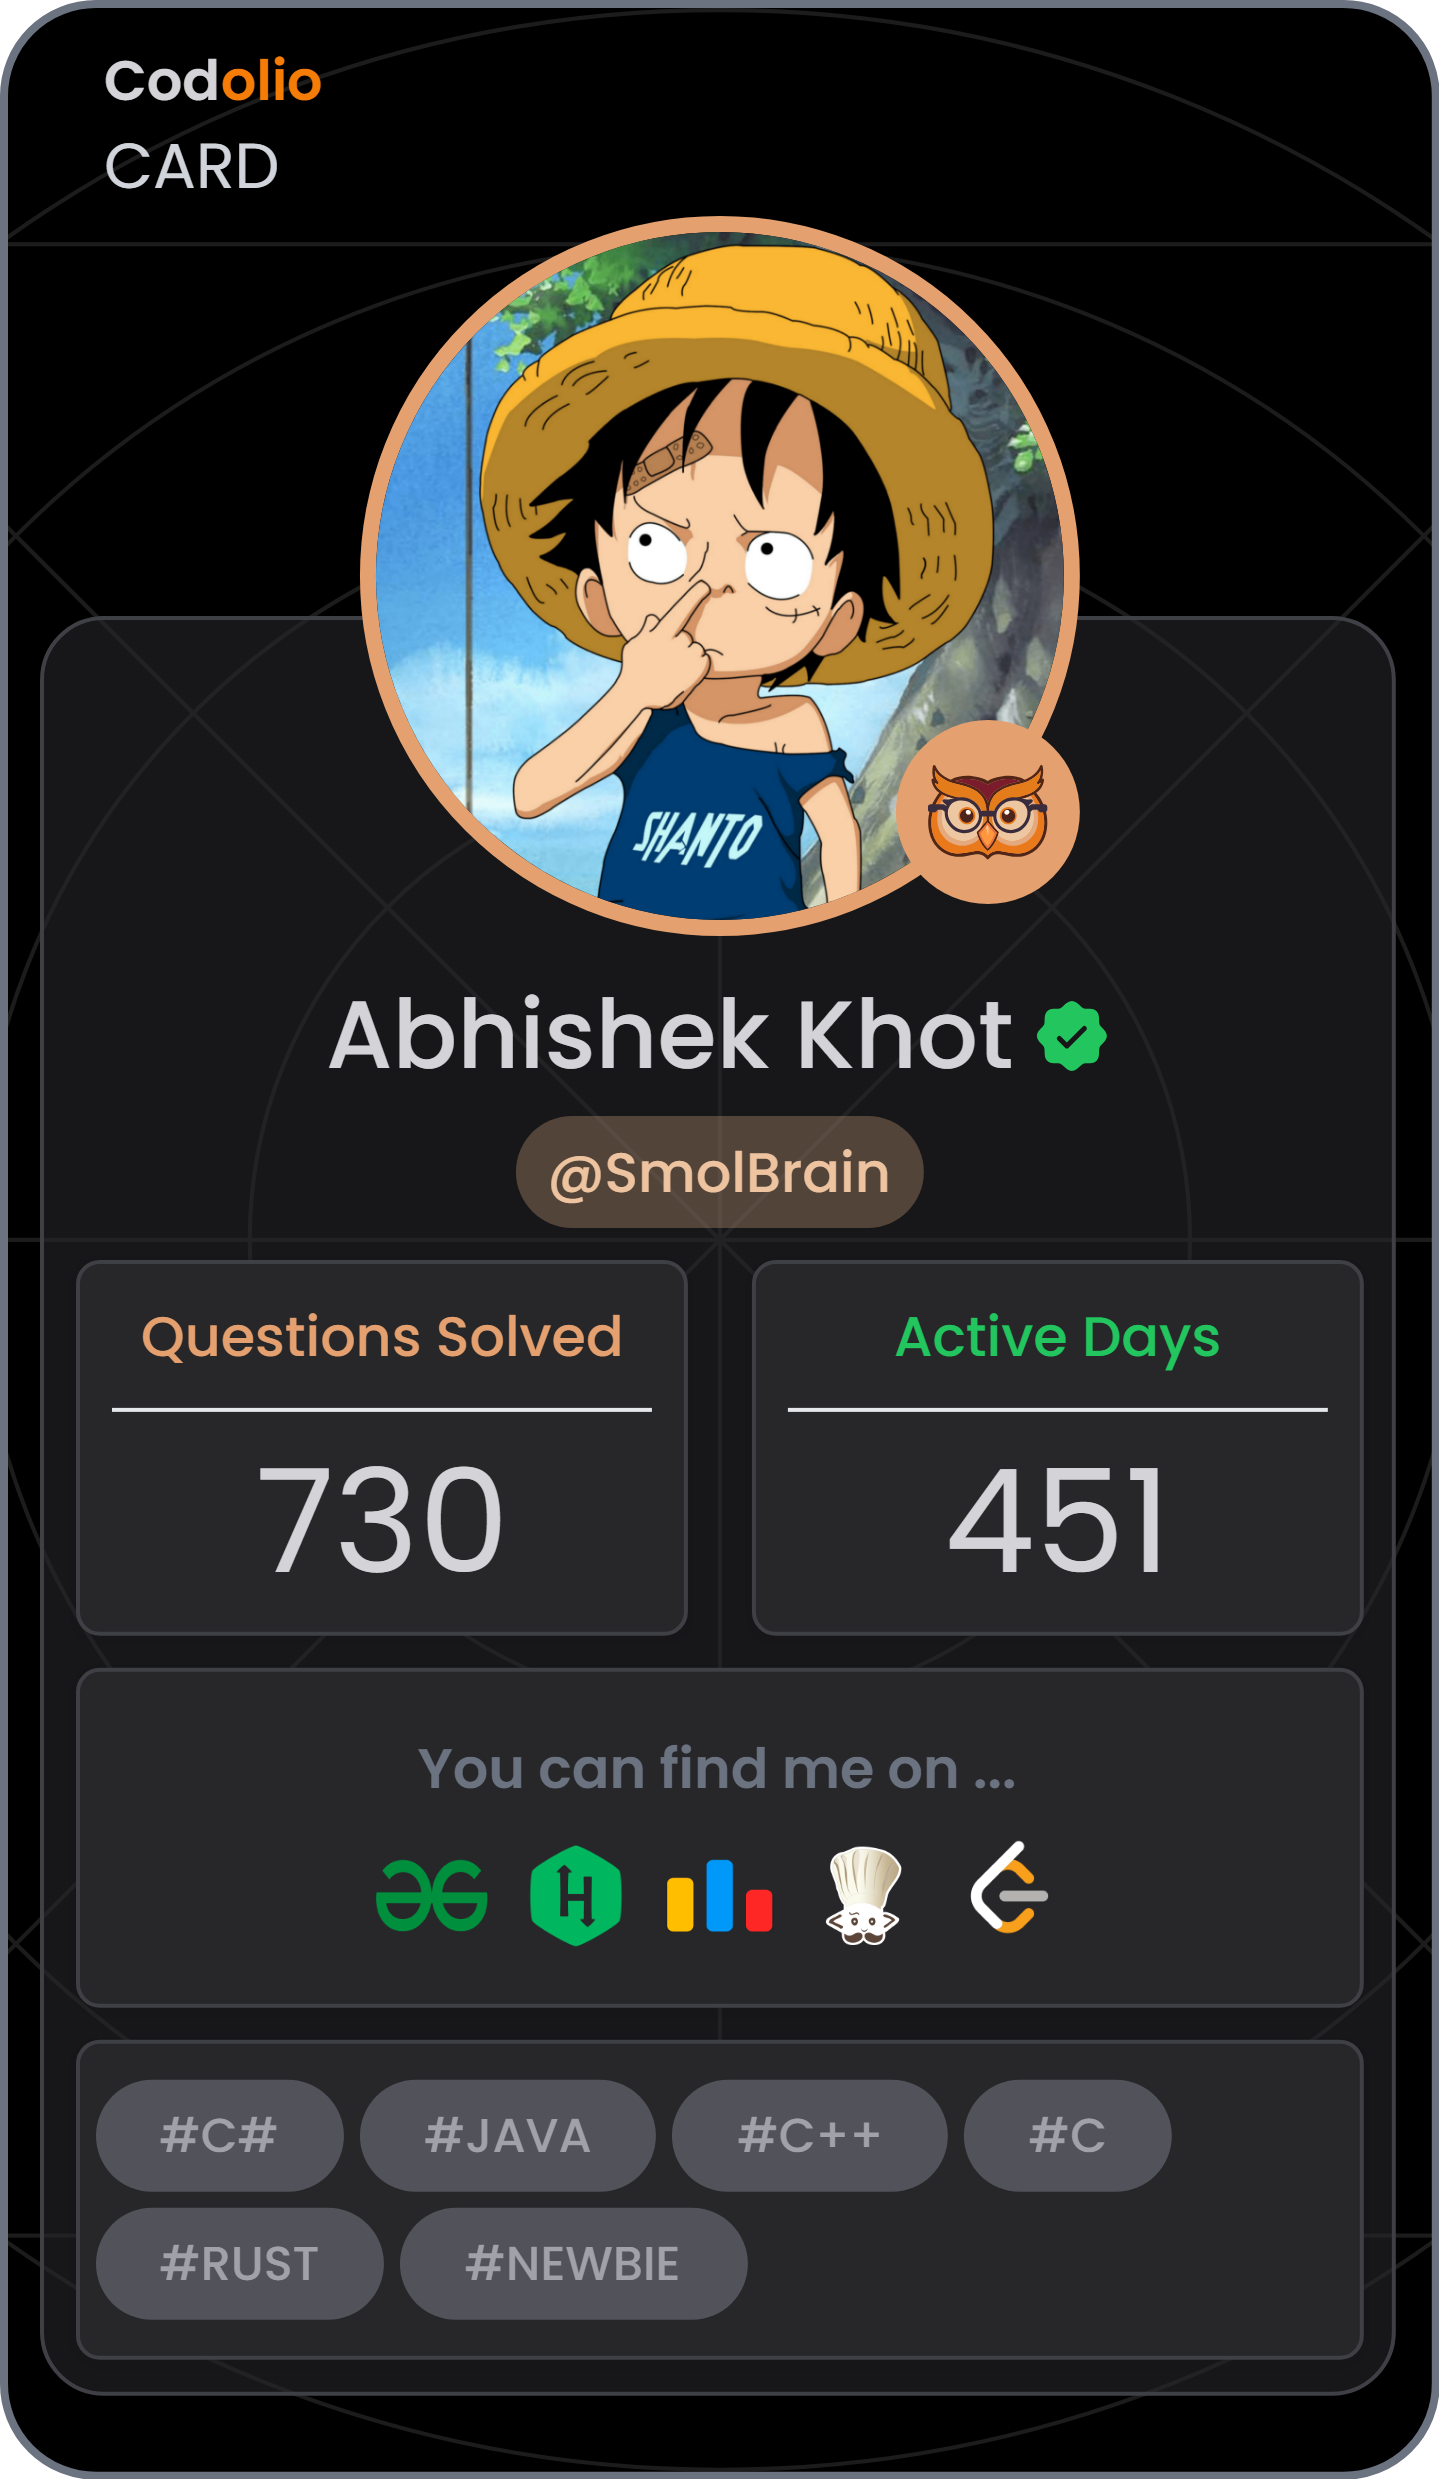 Codolio
CARD
SHANTO
Abhishek Khot
@SmolBrain
Questions Solved
Active Days
730
451
You can find me on ...
#C# #JAVA #C++ #C
#RUST #NEWBIE